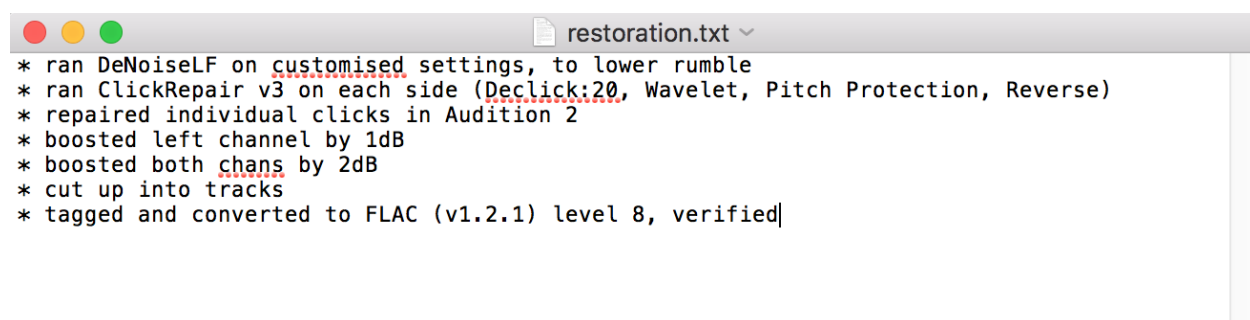 restoration.txt
* ran DeNoiseLF on customised settings, to lower rumble
* ran ClickRepair v3 on each side (Declick:20, Wavelet, Pitch Protection, Reverse)
* repaired individual clicks in Audition 2
* boosted left channel by 1dB
* boosted both chans by 2dB
* cut up into tracks
* tagged and converted to FLAC (v1.2.1) level 8, verified